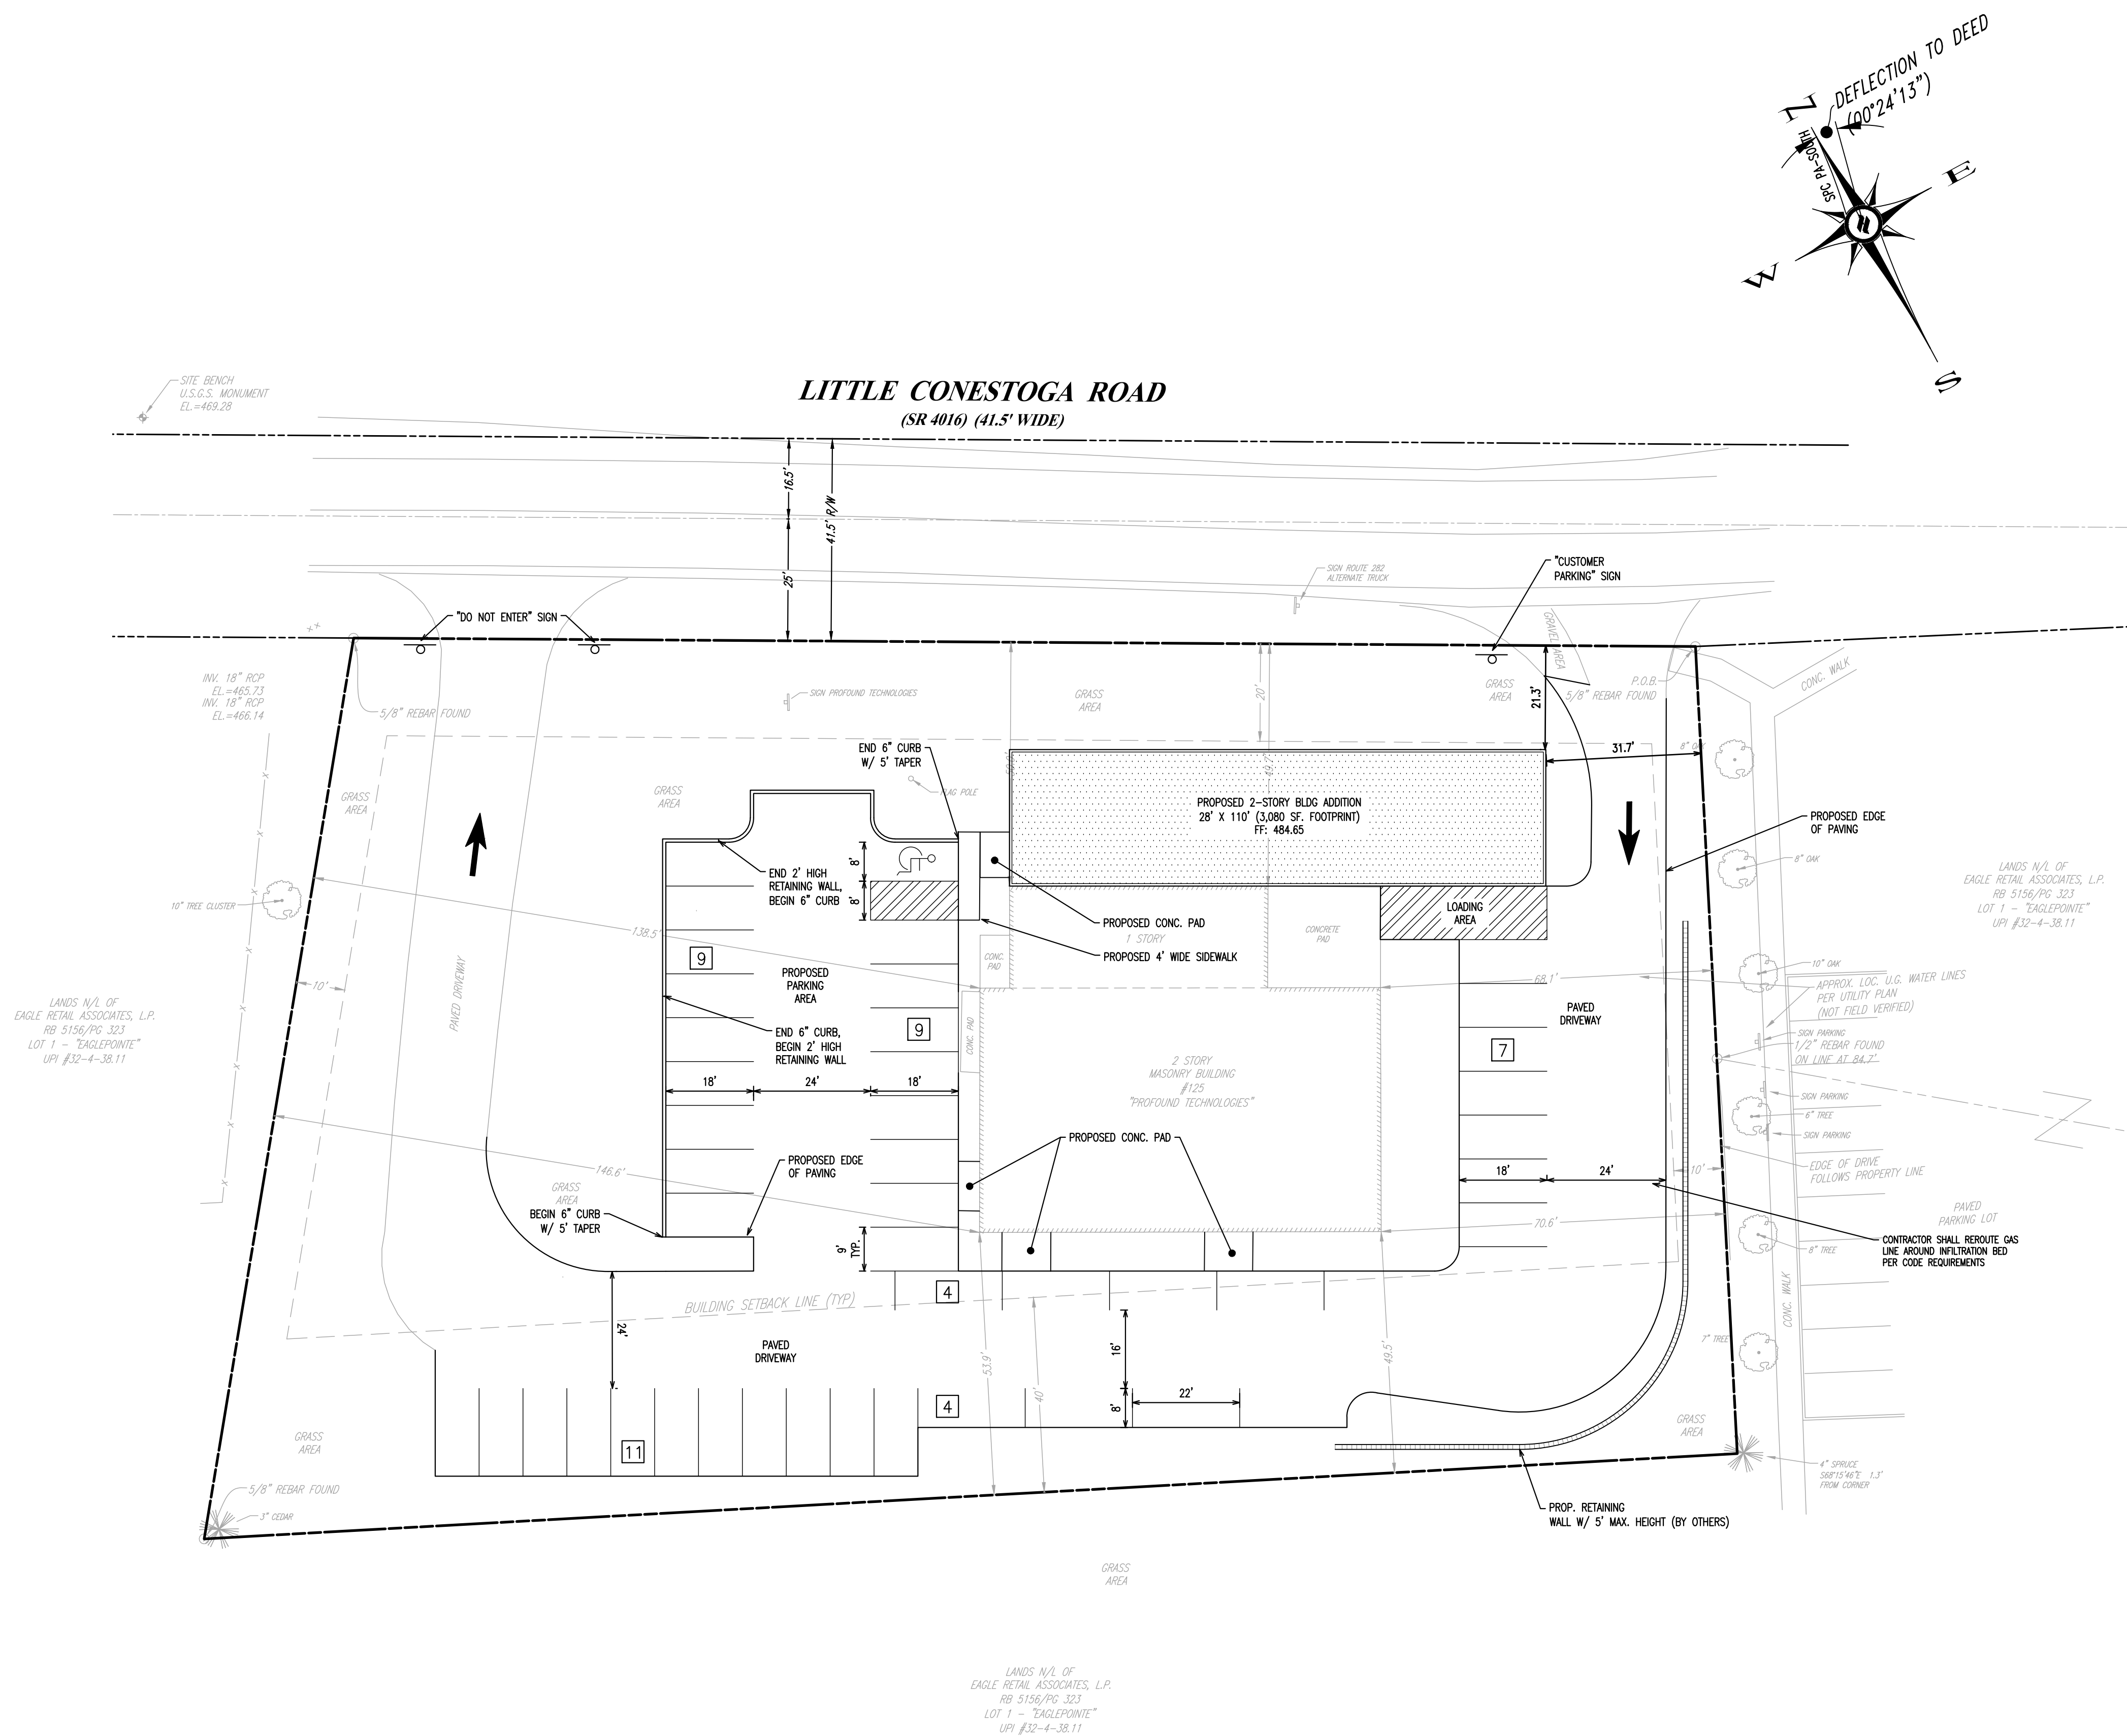 DEFLECTION TO DEED
(00°24'13")
N
SPC PA-SOUTH
E
W
S
SITE BENCH
U.S.G.S. MONUMENT
EL.=469.28
LITTLE CONESTOGA ROAD
(SR 4016) (41.5' WIDE)
16.5'
41.5' R/W
25'
"CUSTOMER
PARKING" SIGN
SIGN ROUTE 282
ALTERNATE TRUCK
"DO NOT ENTER" SIGN
GRAVEL
AREA
CONC. WALK
INV. 18" RCP
EL.=465.73
INV. 18" RCP
EL.=466.14
5/8" REBAR FOUND
SIGN PROFOUND TECHNOLOGIES
GRASS
AREA
20'
GRASS
AREA
21.3'
P.O.B.
5/8" REBAR FOUND
END 6" CURB
W/ 5' TAPER
49.7'
31.7'
8" OAK
FLAG POLE
GRASS
AREA
GRASS
AREA
PROPOSED 2-STORY BLDG ADDITION
28' X 110' (3,080 SF. FOOTPRINT)
FF: 484.65
PROPOSED EDGE
OF PAVING
8" OAK
8'
8'
END 2' HIGH
RETAINING WALL,
BEGIN 6" CURB
10" TREE CLUSTER
LANDS N/L OF
EAGLE RETAIL ASSOCIATES, L.P.
RB 5156/PG 323
LOT 1 - "EAGLEPOINTE"
UPI #32-4-38.11
LOADING
AREA
PROPOSED CONC. PAD
1 STORY
CONCRETE
PAD
PROPOSED 4' WIDE SIDEWALK
138.5'
9
CONC.
PAD
PROPOSED
PARKING
AREA
10'
68.1'
10" OAK
APPROX. LOC. U.G. WATER LINES
PER UTILITY PLAN
(NOT FIELD VERIFIED)
PAVED DRIVEWAY
LANDS N/L OF
EAGLE RETAIL ASSOCIATES, L.P.
RB 5156/PG 323
LOT 1 - "EAGLEPOINTE"
UPI #32-4-38.11
PAVED
DRIVEWAY
END 6" CURB,
BEGIN 2' HIGH
RETAINING WALL
9
CONC. PAD
7
SIGN PARKING
1/2" REBAR FOUND
ON LINE AT 84.7'
2 STORY
MASONRY BUILDING
#125
"PROFOUND TECHNOLOGIES"
18'
24'
18'
SIGN PARKING
6" TREE
SIGN PARKING
PROPOSED CONC. PAD
PROPOSED EDGE
OF PAVING
146.6'
18'
24'
10'
EDGE OF DRIVE
FOLLOWS PROPERTY LINE
GRASS
AREA
BEGIN 6" CURB
W/ 5' TAPER
9'
TYP.
70.6'
PAVED
PARKING LOT
8" TREE
CONTRACTOR SHALL REROUTE GAS
LINE AROUND INFILTRATION BED
PER CODE REQUIREMENTS
4
BUILDING SETBACK LINE (TYP)
CONC. WALK
24'
PAVED
DRIVEWAY
16'
53.9'
49.5'
7" TREE
40'
4
22'
8'
11
GRASS
AREA
GRASS
AREA
4" SPRUCE
S68°15'46"E 1.3'
FROM CORNER
5/8" REBAR FOUND
3" CEDAR
PROP. RETAINING
WALL W/ 5' MAX. HEIGHT (BY OTHERS)
GRASS
AREA
LANDS N/L OF
EAGLE RETAIL ASSOCIATES, L.P.
RB 5156/PG 323
LOT 1 - "EAGLEPOINTE"
UPI #32-4-38.11